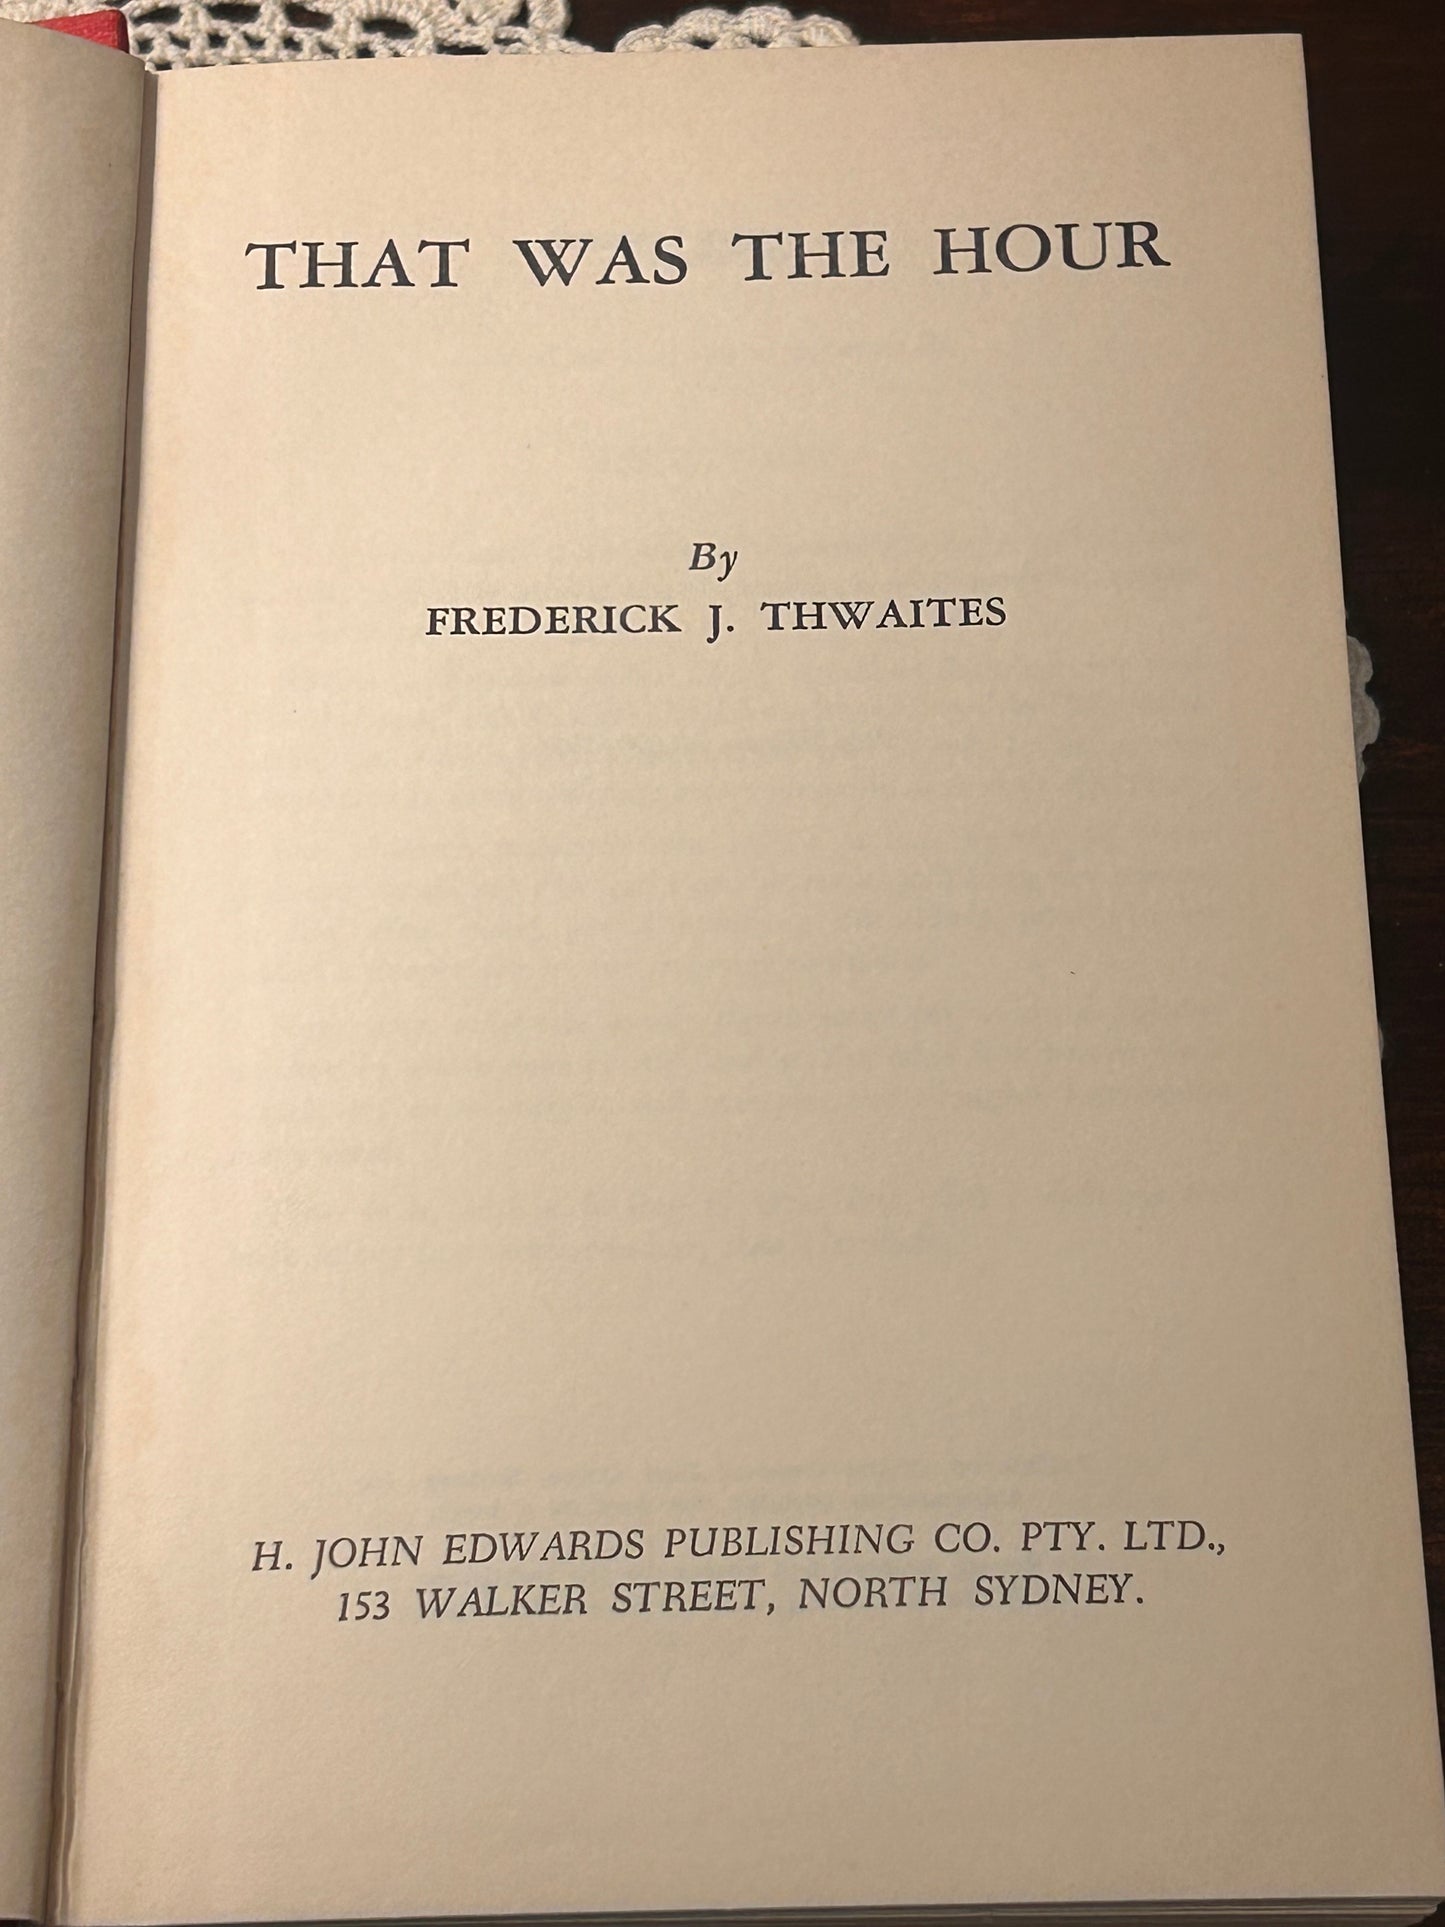 THAT WAS THE HOUR
By
FREDERICK J. THWAITES
H. JOHN EDWARDS PUBLISHING CO. PTY. LTD.,
153 WALKER STREET, NORTH SYDNEY.